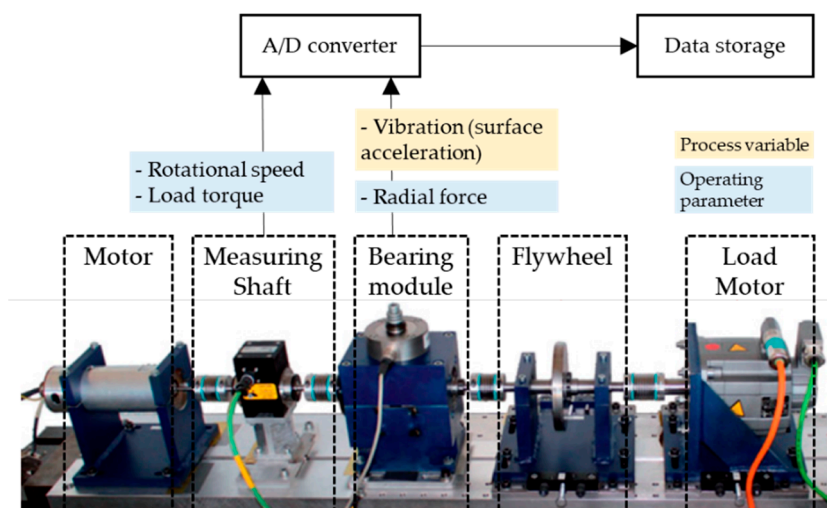 A/D converter
Data storage
- Vibration (surface
acceleration)
Process variable
- Rotational speed
- Load torque
- Radial force
Operating
parameter
Motor
Measuring
Shaft
Bearing
module
Flywheel
Load
Motor